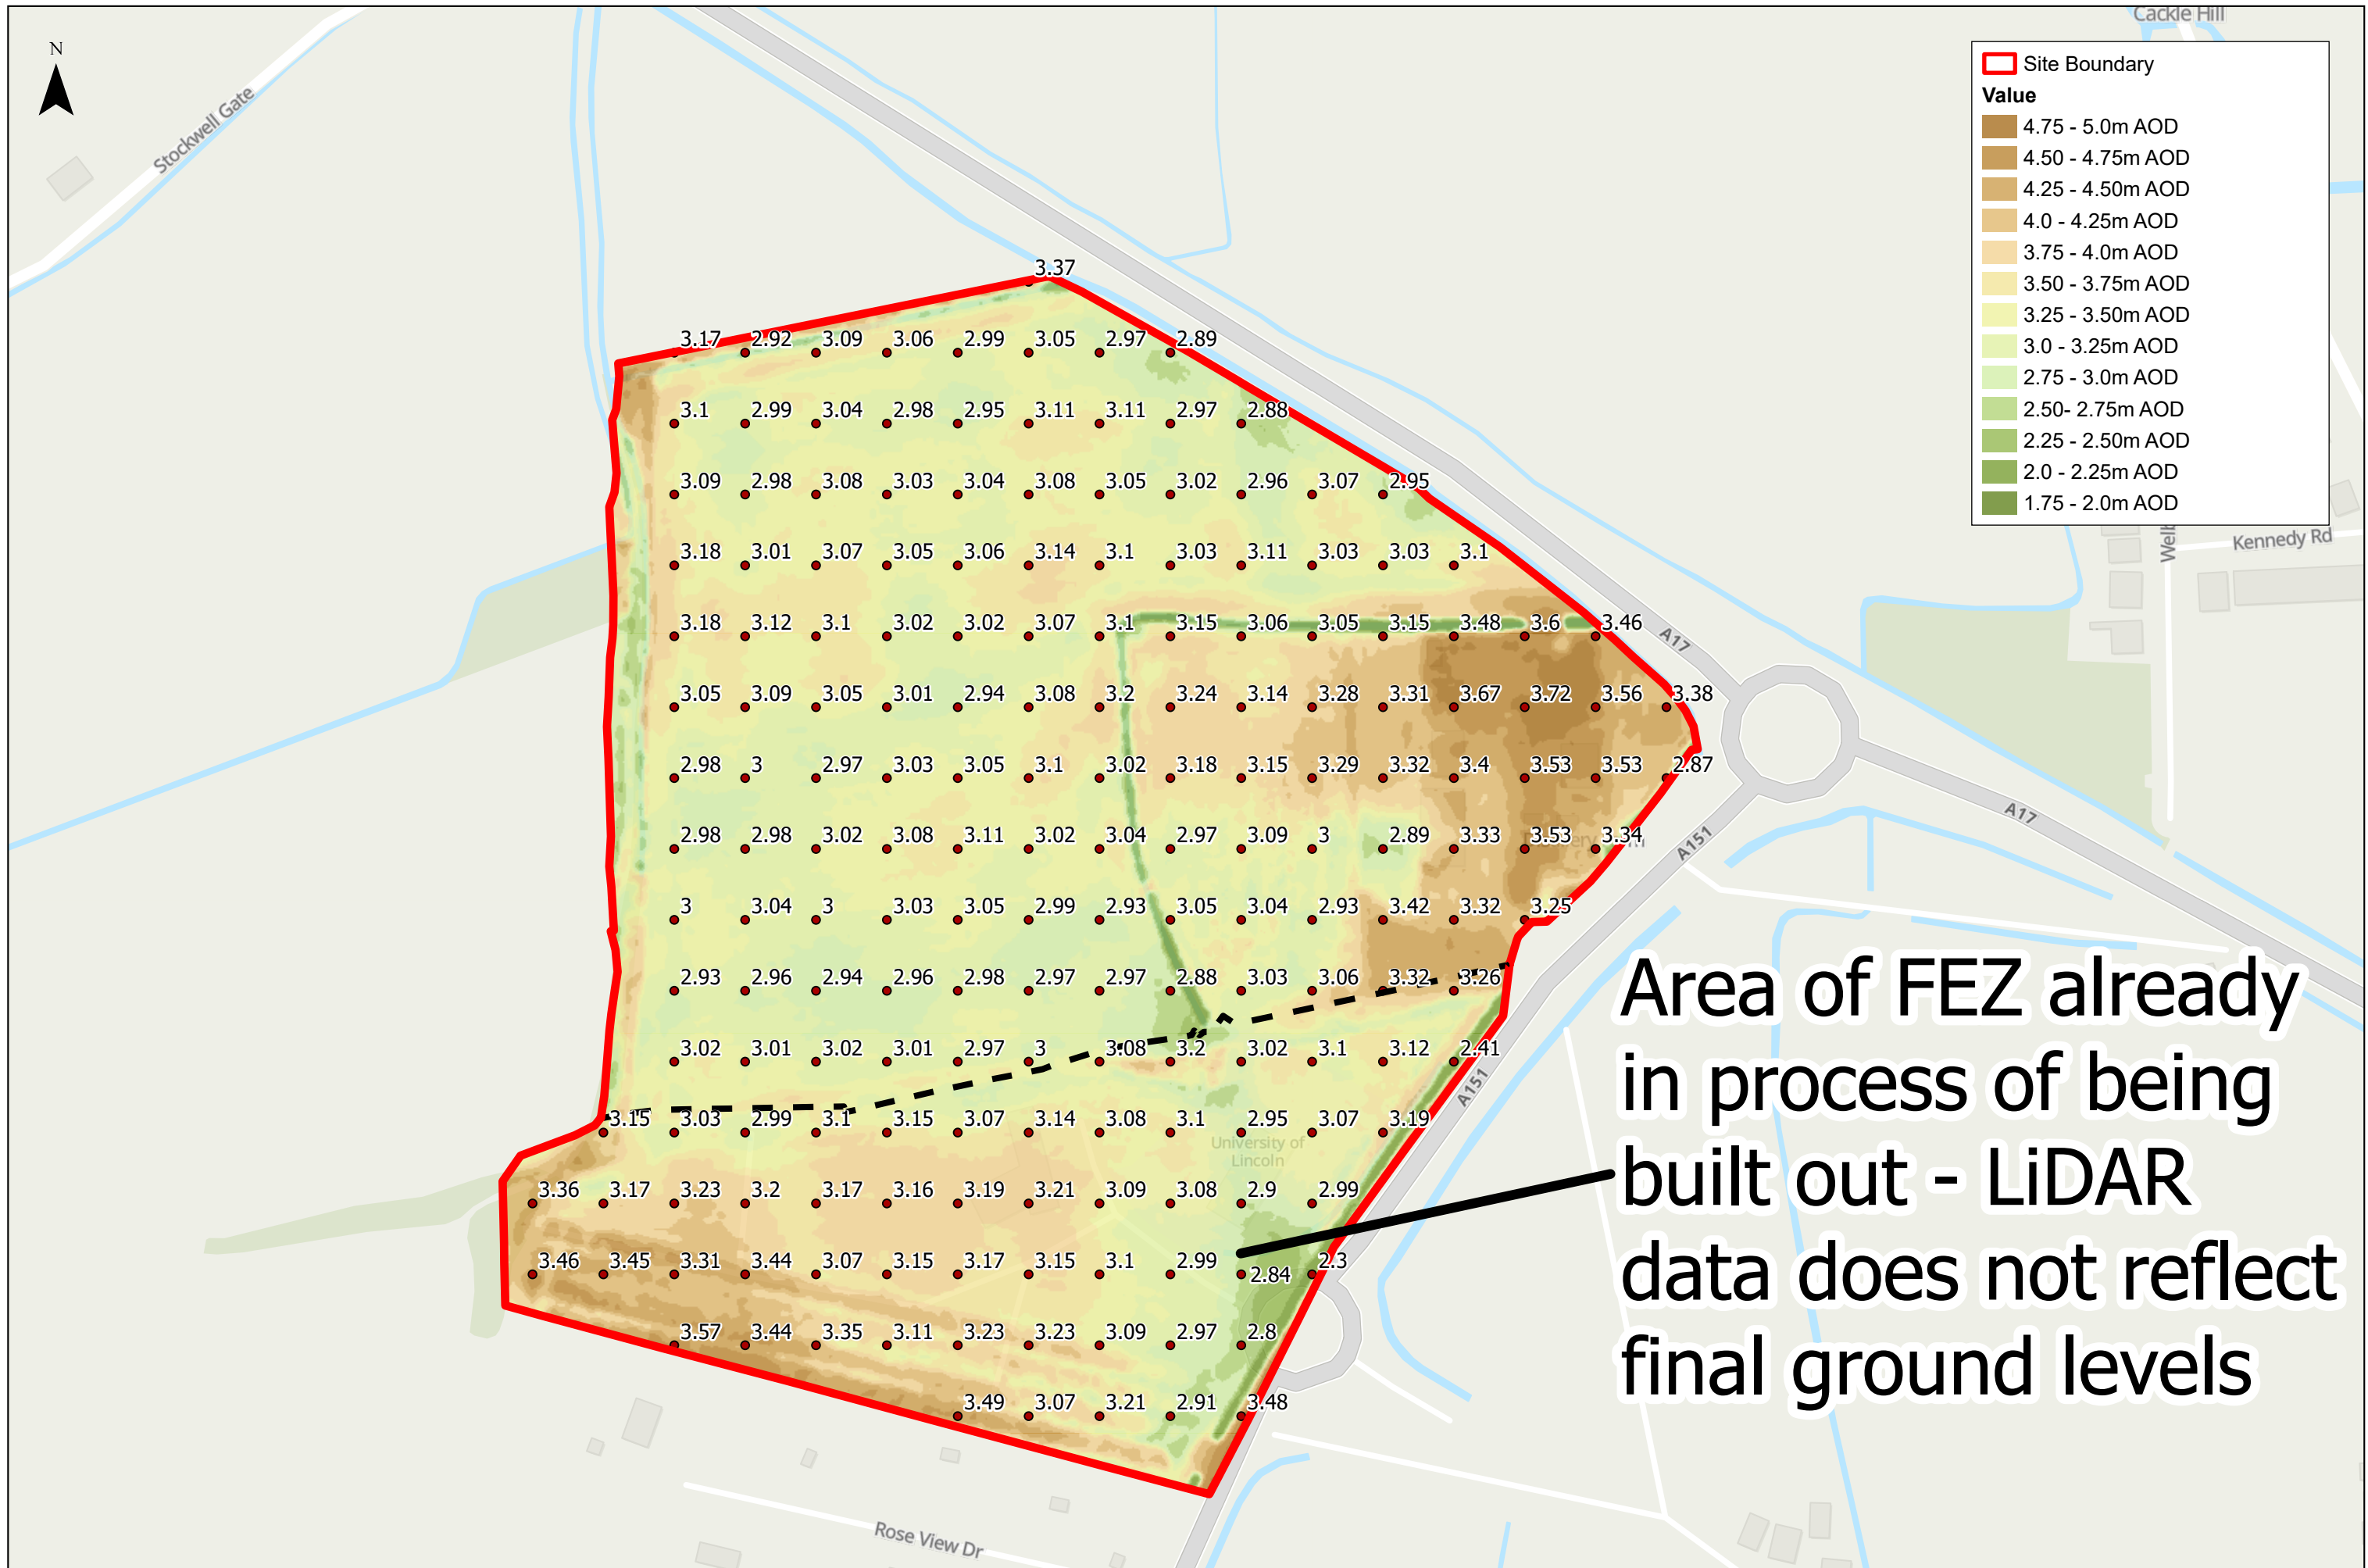 Cackle Hill
N
Stockwell Gate
Site Boundary
Value
4.75 - 5.0m AOD
4.50 - 4.75m AOD
4.25 - 4.50m AOD
4.0 - 4.25m AOD
3.75 - 4.0m AOD
3.50 - 3.75m AOD
3.25 - 3.50m AOD
3.0 - 3.25m AOD
2.75 - 3.0m AOD
2.50- 2.75m AOD
2.25 - 2.50m AOD
2.0 - 2.25m AOD
1.75 - 2.0m AOD
Kennedy Rd
3.37
3.17 2.92 3.09 3.06 2.99 3.05 2.97 2.89
3.1 2.99 3.04 2.98 2.95 3.11 3.11 2.97 2.88
3.09 2.98 3.08 3.03 3.04 3.08 3.05 3.02 2.96 3.07 2.95
3.18 3.01 3.07 3.05 3.06 3.14 3.1 3.03 3.11 3.03 3.03 3.1
3.18 3.12 3.1 3.02 3.02 3.07 3.1 3.15 3.06 3.05 3.15 3.48 3.6 3.46
A17
3.05 3.09 3.05 3.01 2.94 3.08 3.2 3.24 3.14 3.28 3.31 3.67 3.72 3.56 3.38
2.98 3 2.97 3.03 3.05 3.1 3.02 3.18 3.15 3.29 3.32 3.4 3.53 3.53 2.87
A17
2.98 2.98 3.02 3.08 3.11 3.02 3.04 2.97 3.09 3 2.89 3.33 3.53 3.34
A151
3 3.04 3 3.03 3.05 2.99 2.93 3.05 3.04 2.93 3.42 3.32 3.25
2.93 2.96 2.94 2.96 2.98 2.97 2.97 2.88 3.03 3.06 3.32 3.26
3.02 3.01 3.02 3.01 2.97 3 3.08 3.2 3.02 3.1 3.12 2.41
A151
3.15 3.03 2.99 3.1 3.15 3.07 3.14 3.08 3.1 2.95 3.07 3.19
University of
Lincoln
3.36 3.17 3.23 3.2 3.17 3.16 3.19 3.21 3.09 3.08 2.9 2.99
3.46 3.45 3.31 3.44 3.07 3.15 3.17 3.15 3.1 2.99 2.84 2.3
3.57 3.44 3.35 3.11 3.23 3.23 3.09 2.97 2.8
3.49 3.07 3.21 2.91 3.48
Area of FEZ already
in process of being
built out - LiDAR
data does not reflect
final ground levels
Rose View Dr